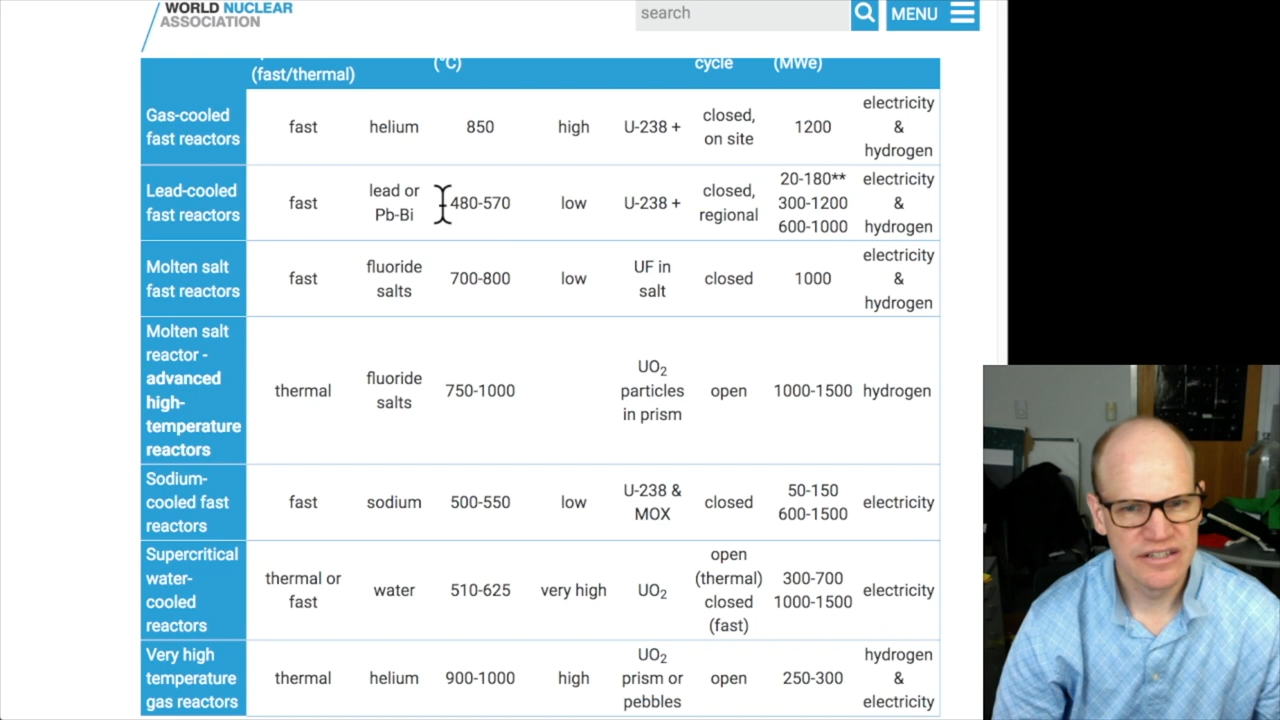 WORLD NUCLEAR
ASSOCIATION
search
MENU
(fast/thermal)
(°C)
cycle
(MWe)
Gas-cooled
fast reactors
fast
helium
850
high
U-238 +
closed,
on site
1200
electricity
&
hydrogen
Lead-cooled
fast reactors
fast
lead or
Pb-Bi
480-570
low
U-238 +
closed,
regional
20-180**
300-1200
600-1000
electricity
&
hydrogen
Molten salt
fast reactors
fast
fluoride
salts
700-800
low
UF in
salt
closed
1000
electricity
&
hydrogen
Molten salt
reactor -
advanced
high-
temperature
reactors
thermal
fluoride
salts
750-1000
UO2
particles
in prism
open
1000-1500
hydrogen
Sodium-
cooled fast
reactors
fast
sodium
500-550
low
U-238 &
MOX
closed
50-150
600-1500
electricity
Supercritical
water-
cooled
reactors
thermal or
fast
water
510-625
very high
UO2
open
(thermal)
closed
(fast)
300-700
1000-1500
electricity
Very high
temperature
gas reactors
thermal
helium
900-1000
high
UO2
prism or
pebbles
open
250-300
hydrogen
&
electricity